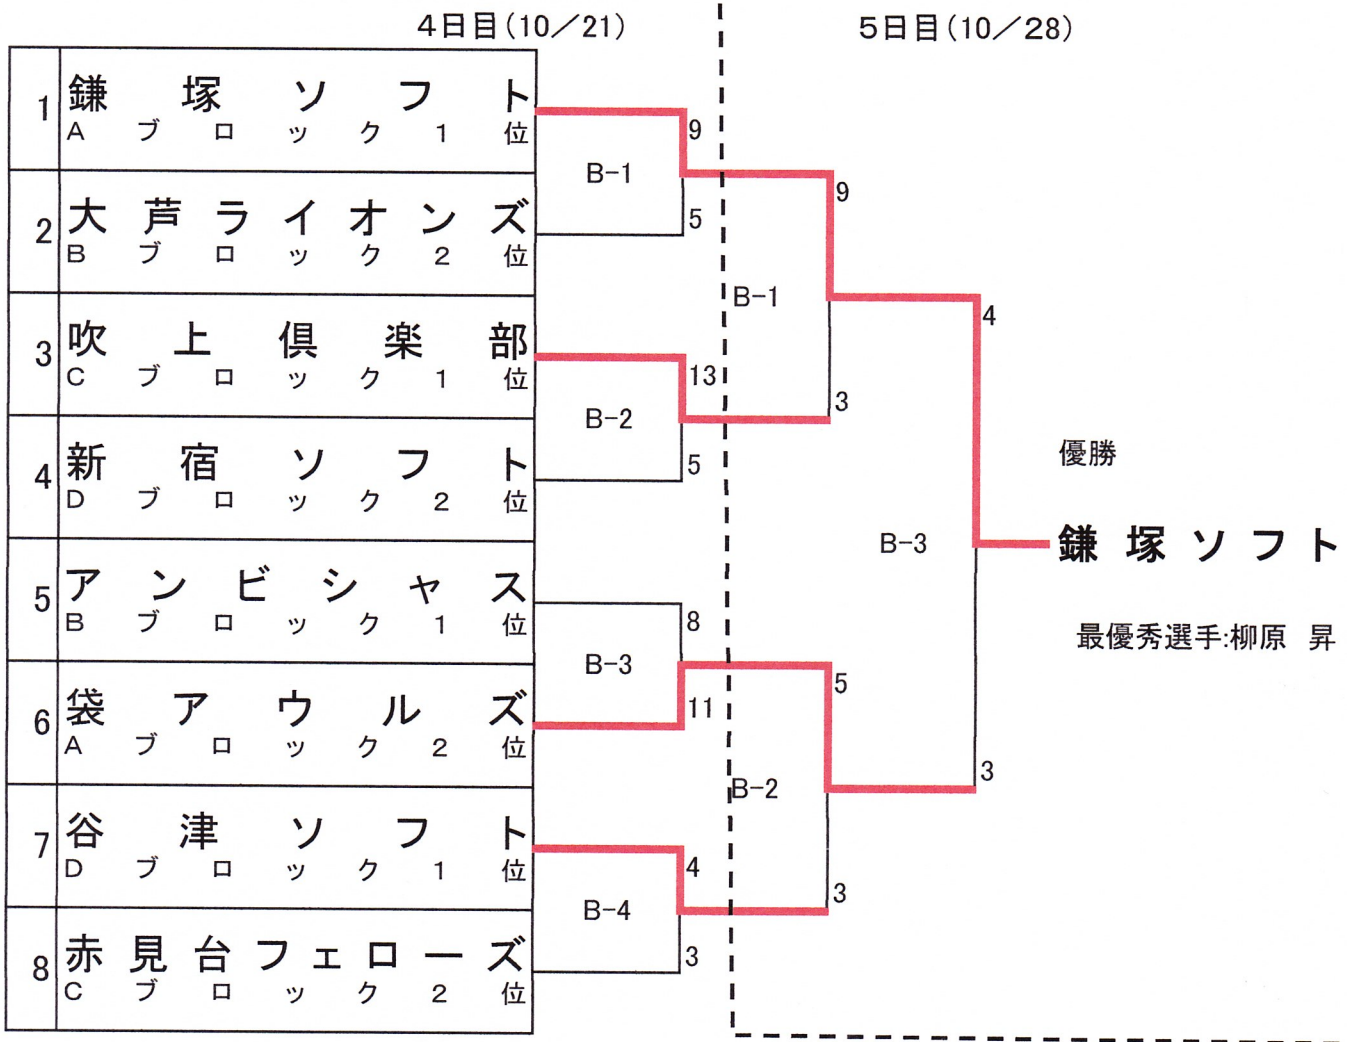 4日目(10／21)
5日目(10／28)
1
鎌塚ソフト
Aブロック1位
2
大芦ライオンズ
Bブロック2位
3
吹上倶楽部
Cブロック1位
4
新宿ソフト
Dブロック2位
5
アンビシャス
Bブロック1位
6
袋アウルズ
Aブロック2位
7
谷津ソフト
Dブロック1位
8
赤見台フェローズ
Cブロック2位
9
B-1
5
13
B-2
5
8
B-3
11
4
B-4
3
9
B-1
3
5
B-2
3
4
B-3
3
優勝
鎌塚ソフト
最優秀選手:柳原 昇